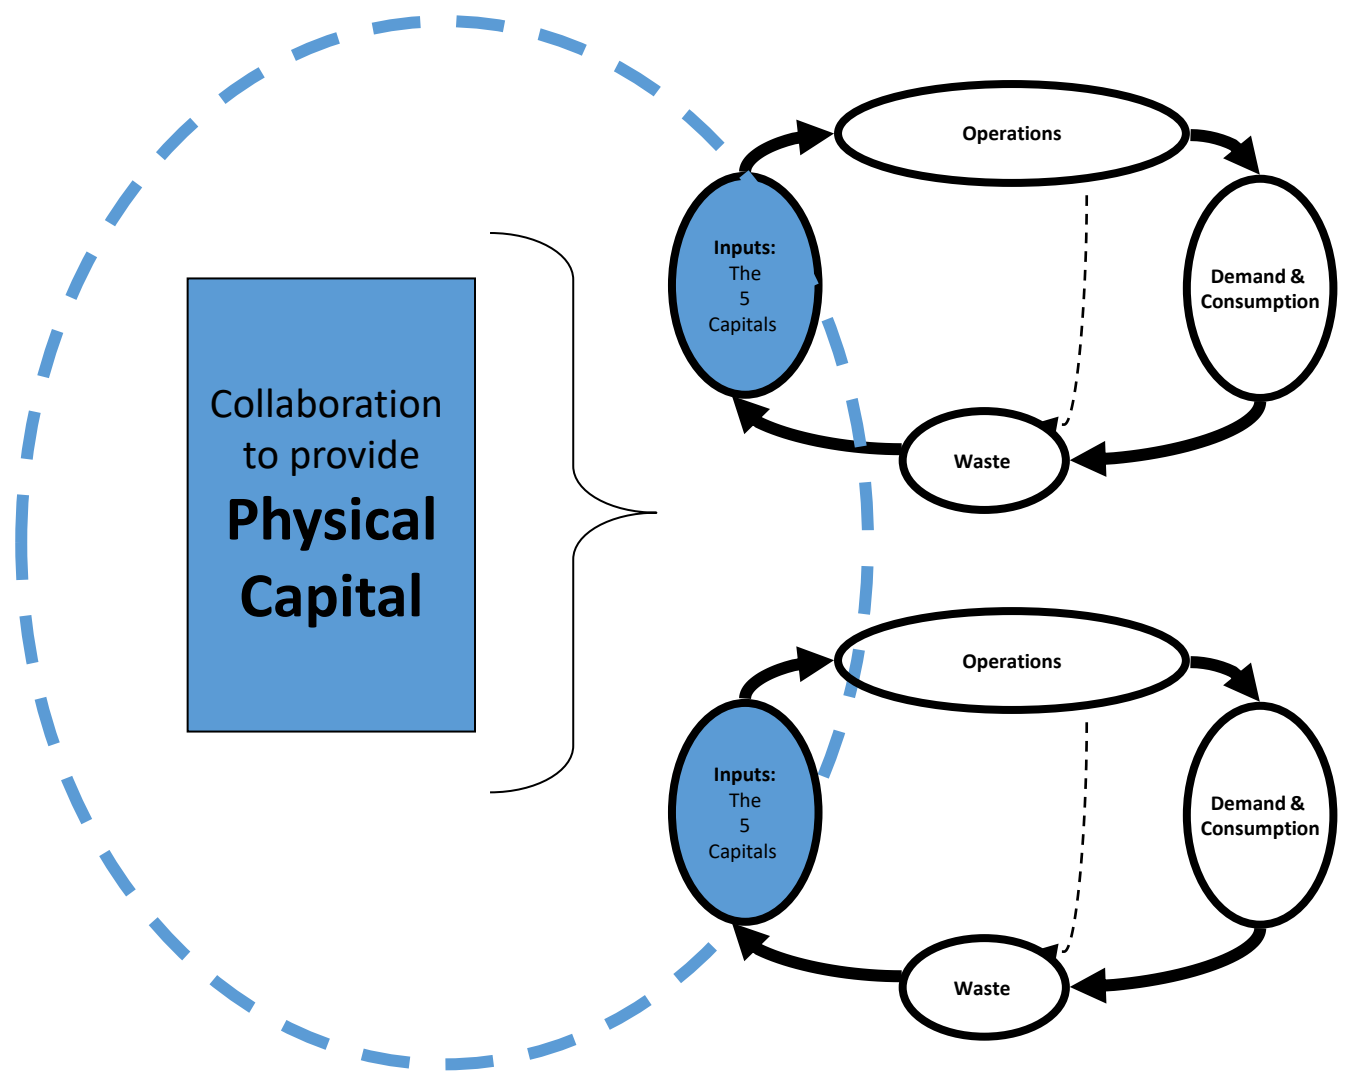 Collaboration
to provide
Physical
Capital
Operations
Inputs:
The
5
Capitals
Demand &
Consumption
Waste
Operations
Inputs:
The
5
Capitals
Demand &
Consumption
Waste